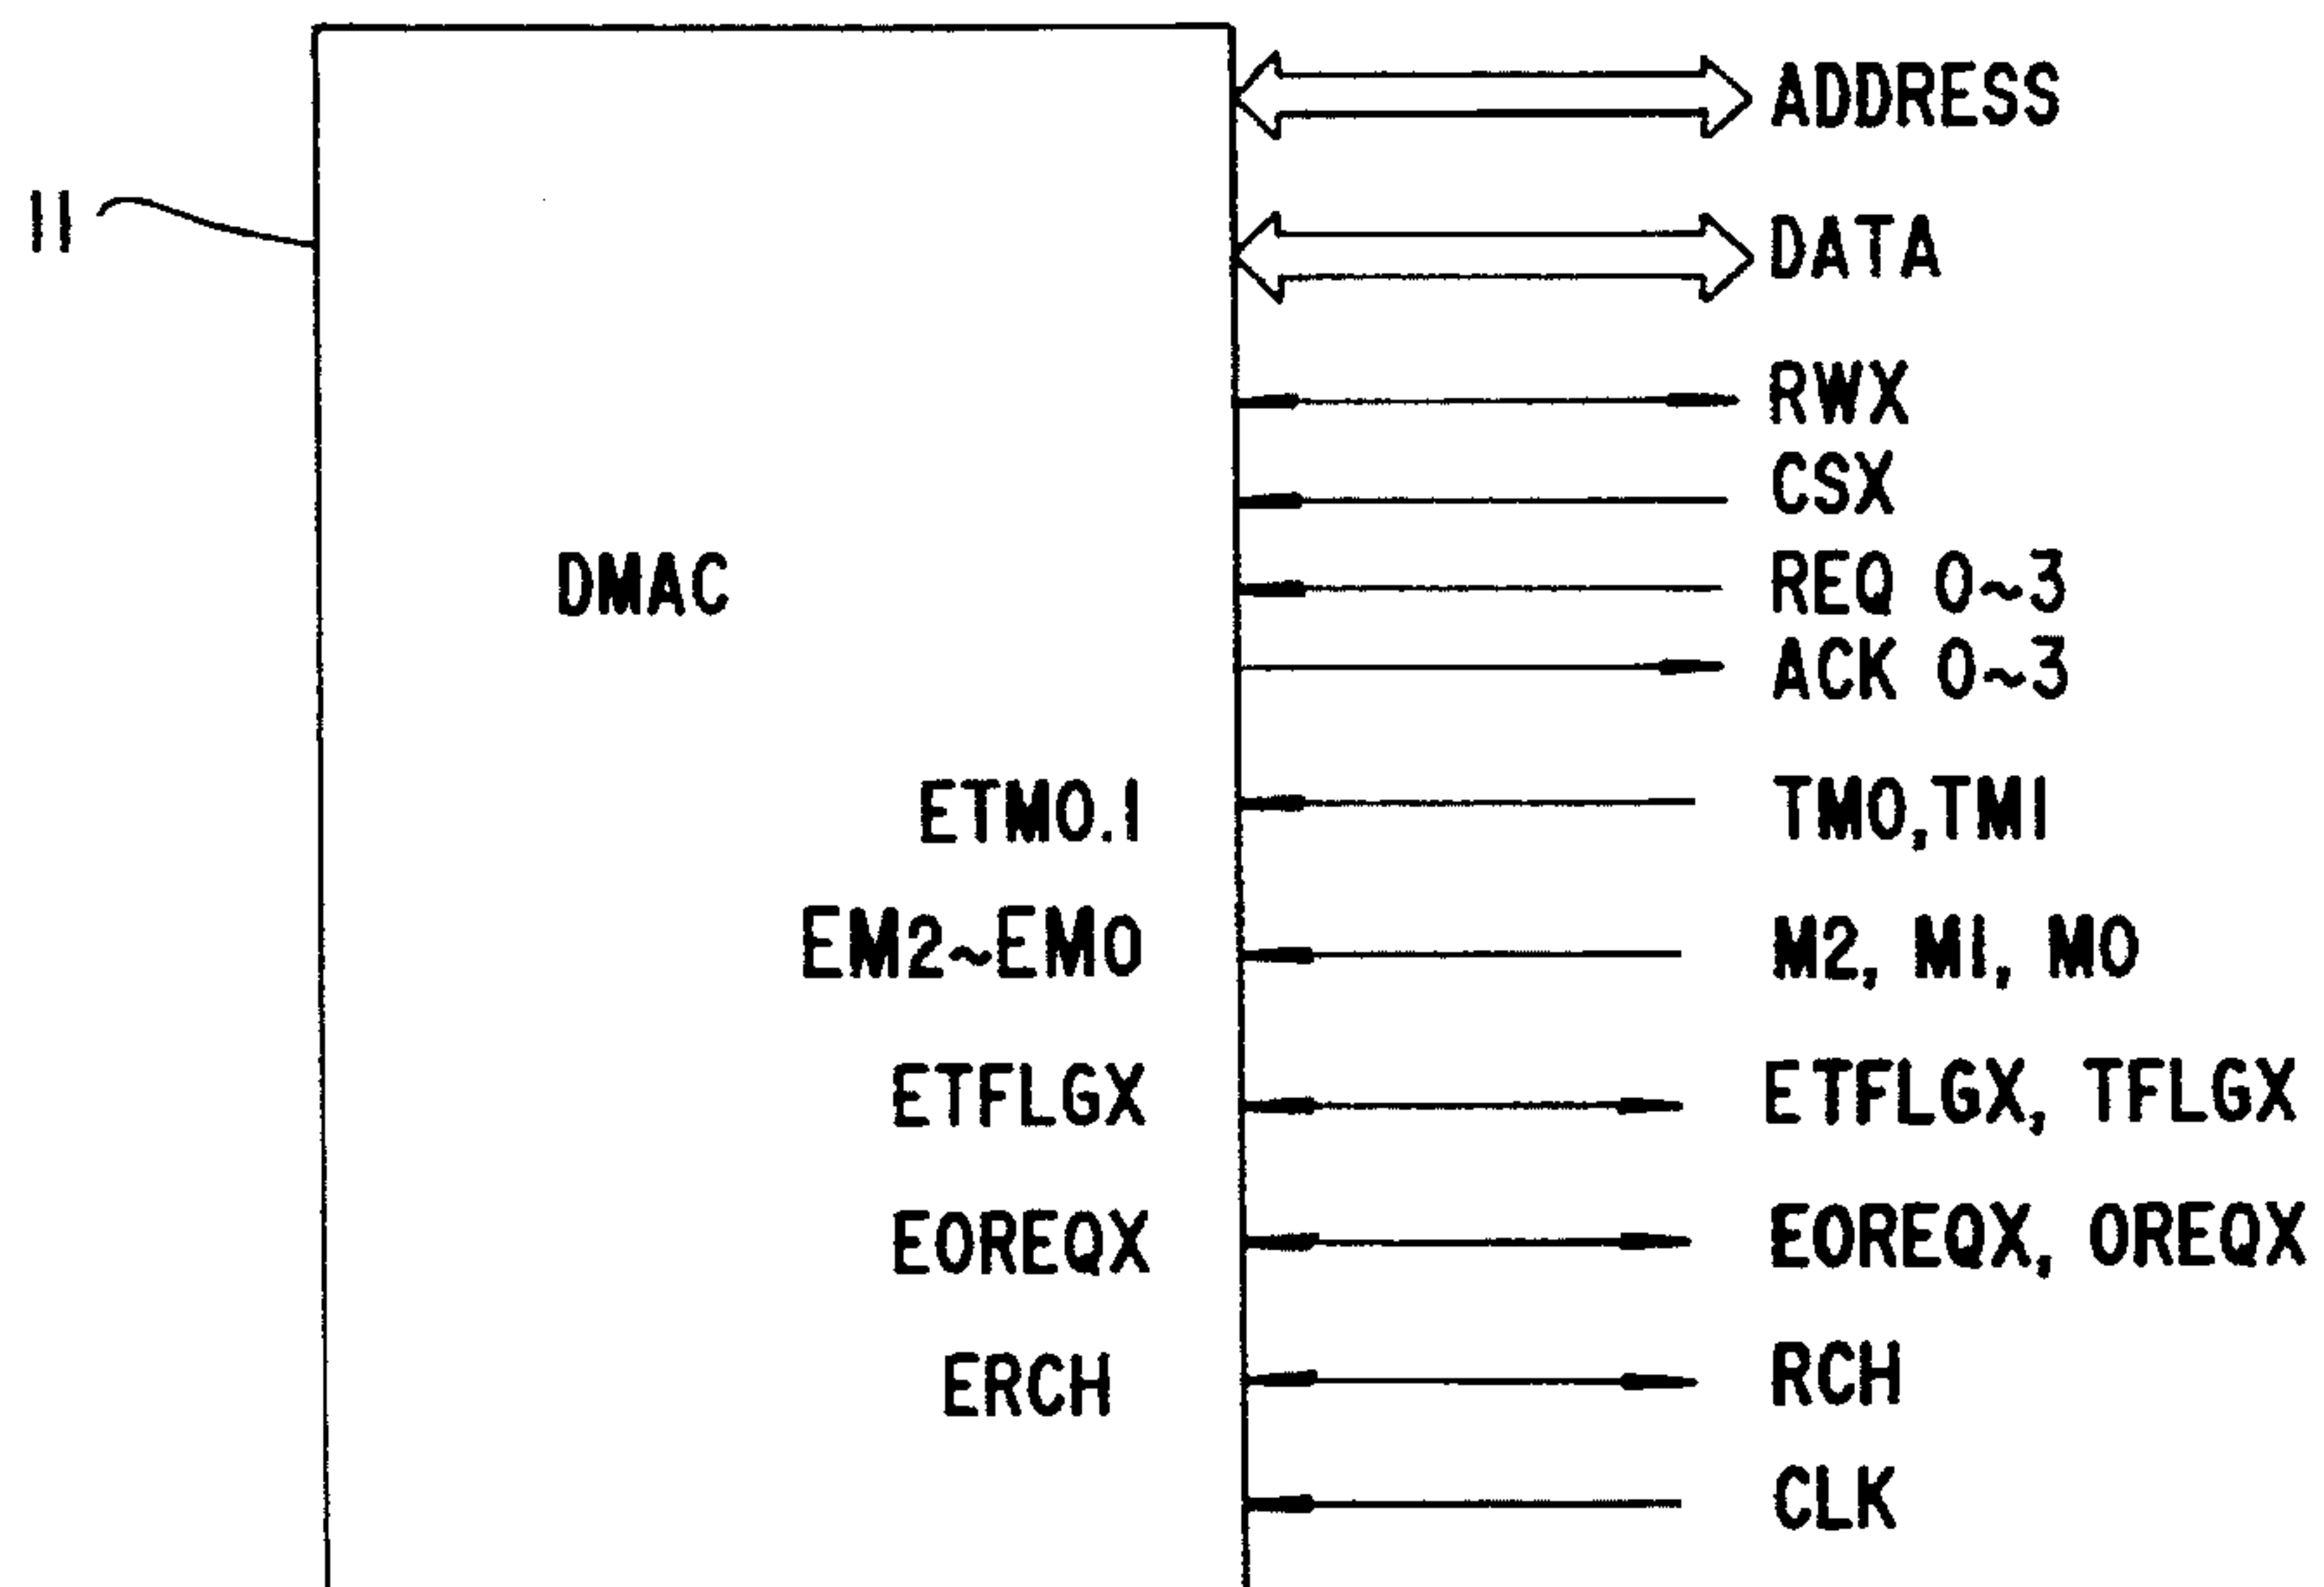 ADDRESS
11
DATA
RWX
CSX
DMAC
REQ 0~3
ACK 0~3
ETM0.1
TM0,TM1
EM2~EM0
M2, M1, M0
ETFLGX
ETFLGX, TFLGX
EOREQX
EOREQX, OREQX
ERCH
RCH
CLK